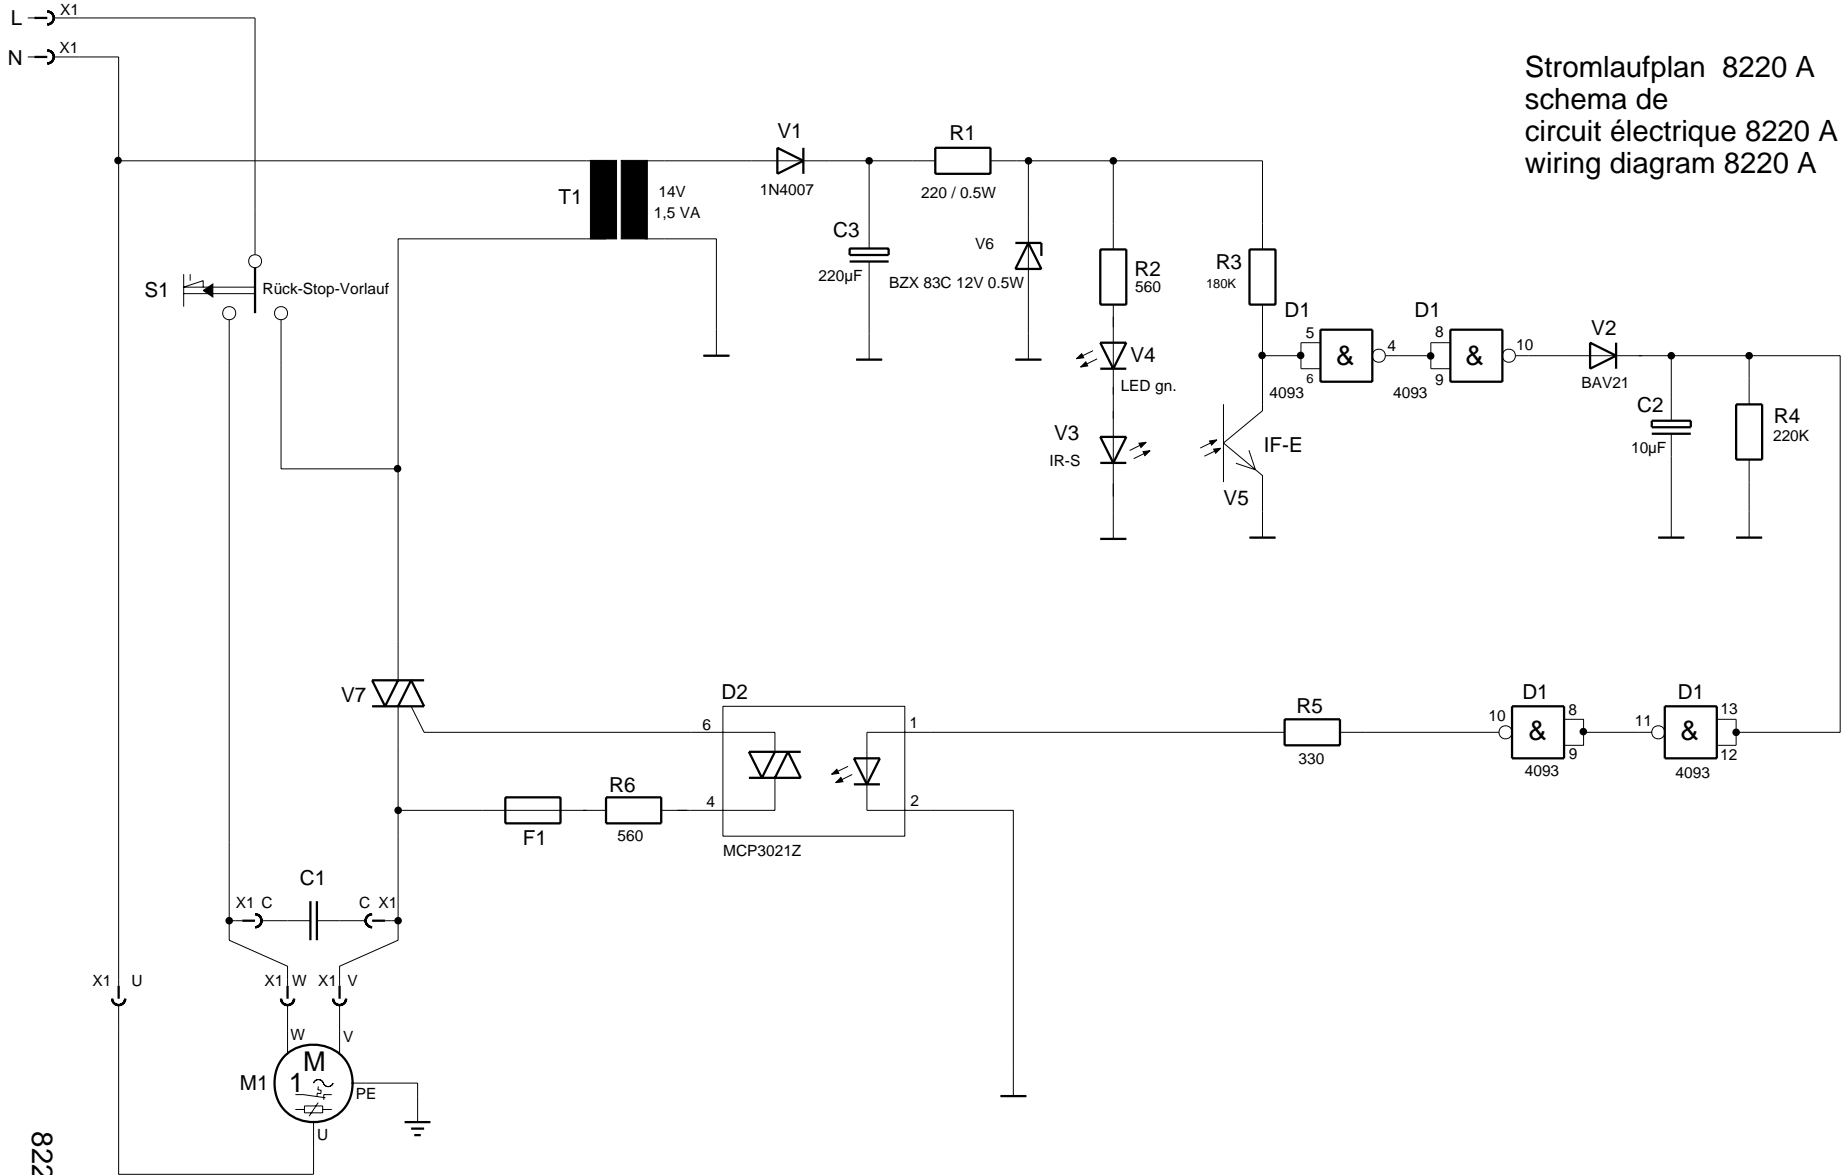 L X1
N X1
Stromlaufplan 8220 A
schema de
circuit électrique 8220 A
wiring diagram 8220 A
V1
1N4007
R1
220 / 0.5W
T1
14V
1,5 VA
C3
220µF
V6
BZX 83C 12V 0.5W
R2
560
R3
180K
S1
Rück-Stop-Vorlauf
D1
5
6
&
4
4093
D1
8
9
&
10
4093
V2
BAV21
V4
LED gn.
V3
IR-S
IF-E
V5
C2
10µF
R4
220K
V7
D2
6
1
4
2
MCP3021Z
R5
330
D1
10
8
&
9
4093
D1
11
13
&
12
4093
F1
R6
560
C1
X1 C
C X1
X1 U
X1 W
X1 V
W
V
M1
M
1
PE
U
822